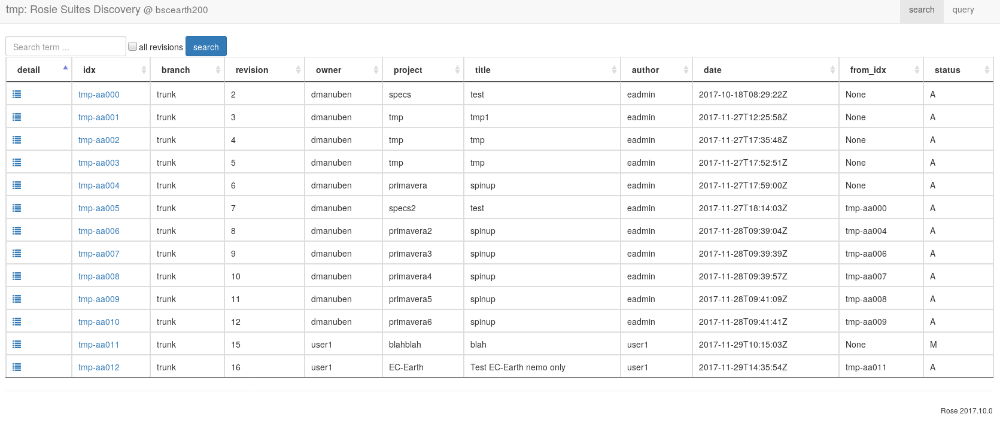 tmp: Rosie Suites Discovery @ bscearth200 search query
Search term ... all revisions search
detail idx branch revision owner project title author date from_idx status
tmp-aa000 trunk 2 dmanuben specs test eadmin 2017-10-18T08:29:22Z None A
tmp-aa001 trunk 3 dmanuben tmp tmp1 eadmin 2017-11-27T12:25:58Z None A
tmp-aa002 trunk 4 dmanuben tmp tmp eadmin 2017-11-27T17:35:48Z None A
tmp-aa003 trunk 5 dmanuben tmp tmp eadmin 2017-11-27T17:52:51Z None A
tmp-aa004 trunk 6 dmanuben primavera spinup eadmin 2017-11-27T17:59:00Z None A
tmp-aa005 trunk 7 dmanuben specs2 test eadmin 2017-11-27T18:14:03Z tmp-aa000 A
tmp-aa006 trunk 8 dmanuben primavera2 spinup eadmin 2017-11-28T09:39:04Z tmp-aa004 A
tmp-aa007 trunk 9 dmanuben primavera3 spinup eadmin 2017-11-28T09:39:39Z tmp-aa006 A
tmp-aa008 trunk 10 dmanuben primavera4 spinup eadmin 2017-11-28T09:39:57Z tmp-aa007 A
tmp-aa009 trunk 11 dmanuben primavera5 spinup eadmin 2017-11-28T09:41:09Z tmp-aa008 A
tmp-aa010 trunk 12 dmanuben primavera6 spinup eadmin 2017-11-28T09:41:41Z tmp-aa009 A
tmp-aa011 trunk 15 user1 blahblah blah user1 2017-11-29T10:15:03Z None M
tmp-aa012 trunk 16 user1 EC-Earth Test EC-Earth nemo only user1 2017-11-29T14:35:54Z tmp-aa011 A
Rose 2017.10.0